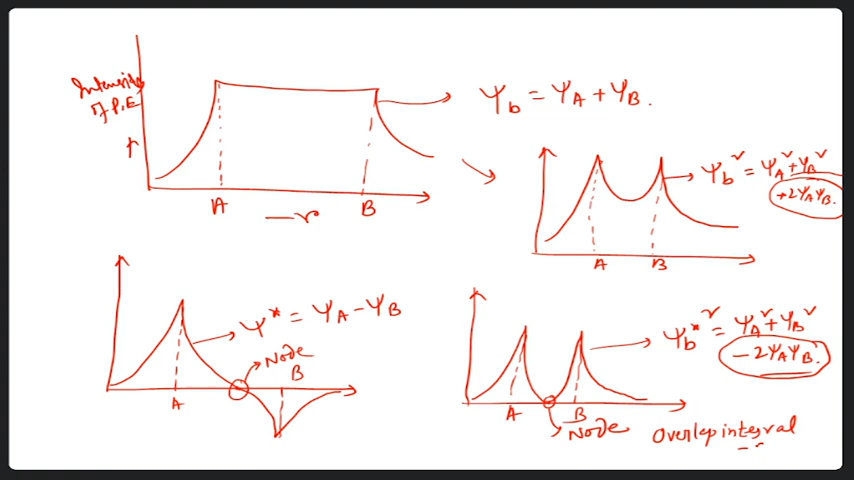 Intensity
of P.E
ψb = ψA + ψB.
A
—r
B
ψb² = ψA² + ψB²
+2ψAψB.
A
B
ψ* = ψA − ψB
Node
B
A
ψb*² = ψA² + ψB²
−2ψAψB.
A
B
Node
Overlap integral